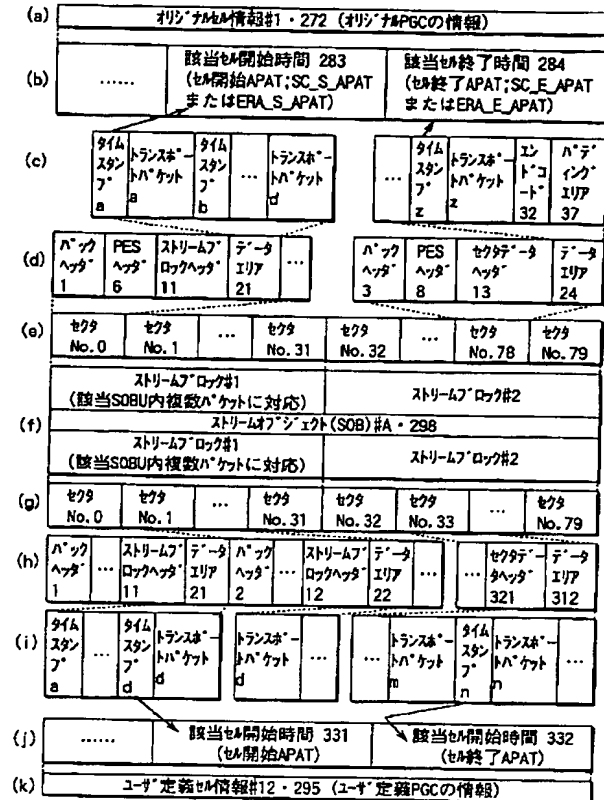 (a) オリジナルセル情報#1・272 (オリジナルPGCの情報)
(b) ...... 該当セル開始時間 283 該当セル終了時間 284
(セル開始APAT;SC_S_APAT (セル終了APAT;SC_E_APAT
またはERA_S_APAT) またはERA_E_APAT)
(c) タイムスタンプ a トランスポートパケット a タイムスタンプ b … トランスポートパケット d … タイムスタンプ z トランスポートパケット z エンドコード 32 パディングエリア 37
(d) パックヘッダ 1 PESヘッダ 6 ストリームブロックヘッダ 11 データエリア 21 … パックヘッダ 3 PESヘッダ 8 セクタデータヘッダ 13 データエリア 24
(e) セクタ No.0 セクタ No.1 … セクタ No.31 セクタ No.32 … セクタ No.78 セクタ No.79
ストリームブロック#1 ストリームブロック#2
(該当SOBU内複数パケットに対応)
(f) ストリームオブジェクト(SOB)#A・298
ストリームブロック#1 ストリームブロック#2
(該当SOBU内複数パケットに対応)
(g) セクタ No.0 セクタ No.1 … セクタ No.31 セクタ No.32 セクタ No.33 … セクタ No.79
(h) パックヘッダ 1 … ストリームブロックヘッダ 11 データエリア 21 パックヘッダ 2 … ストリームブロックヘッダ 12 データエリア 22 … … セクタデータヘッダ 321 データエリア 312
(i) タイムスタンプ a … タイムスタンプ d トランスポートパケット d トランスポートパケット d … … トランスポートパケット m タイムスタンプ n トランスポートパケット n …
(j) ...... 該当セル開始時間 331 該当セル開始時間 332
(セル開始APAT) (セル終了APAT)
(k) ユーザ定義セル情報#12・295 (ユーザ定義PGCの情報)